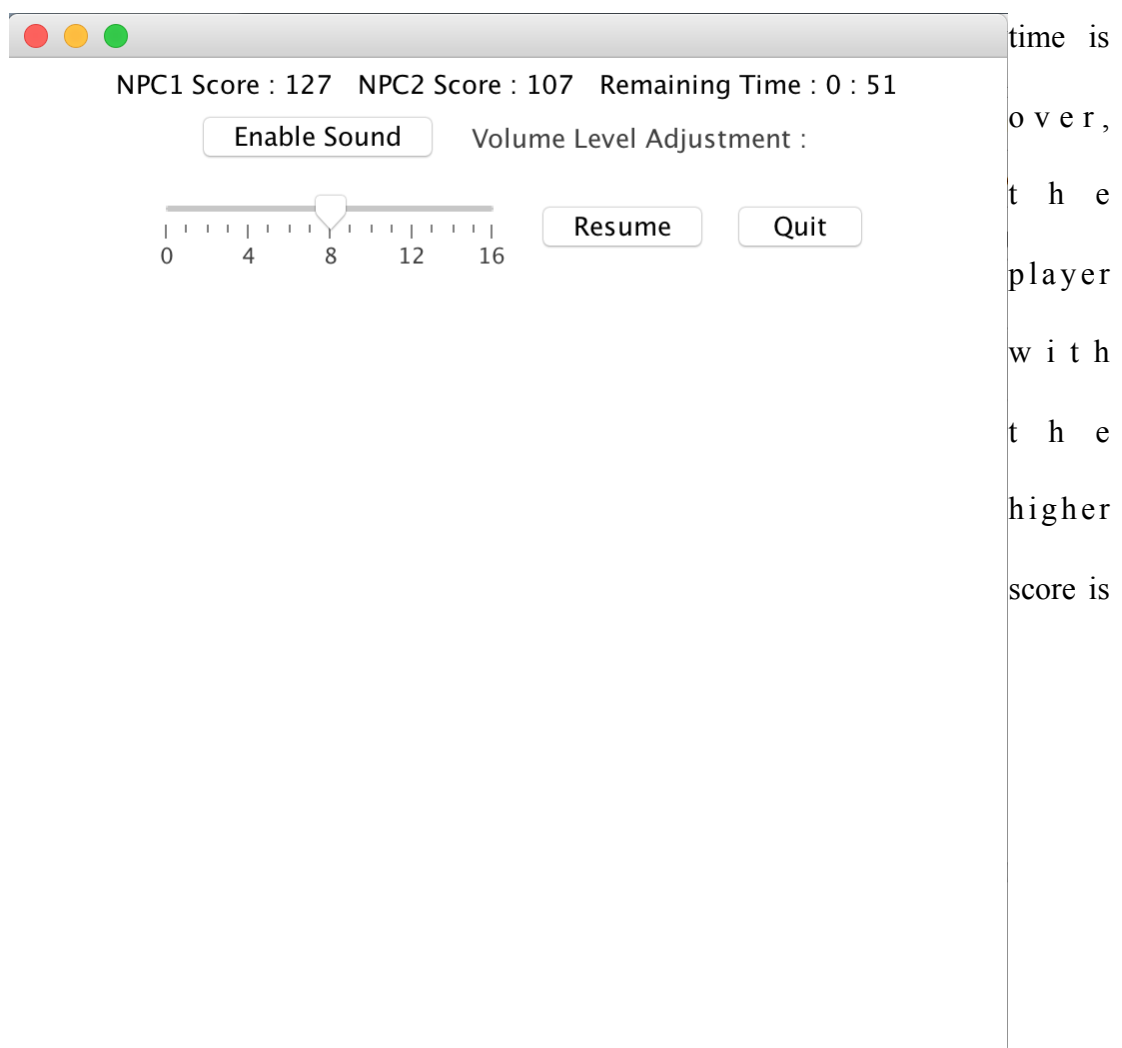 NPC1 Score : 127 NPC2 Score : 107 Remaining Time : 0 : 51
Enable Sound Volume Level Adjustment :
0 4 8 12 16 Resume Quit
time is
over,
the
player
with
the
higher
score is